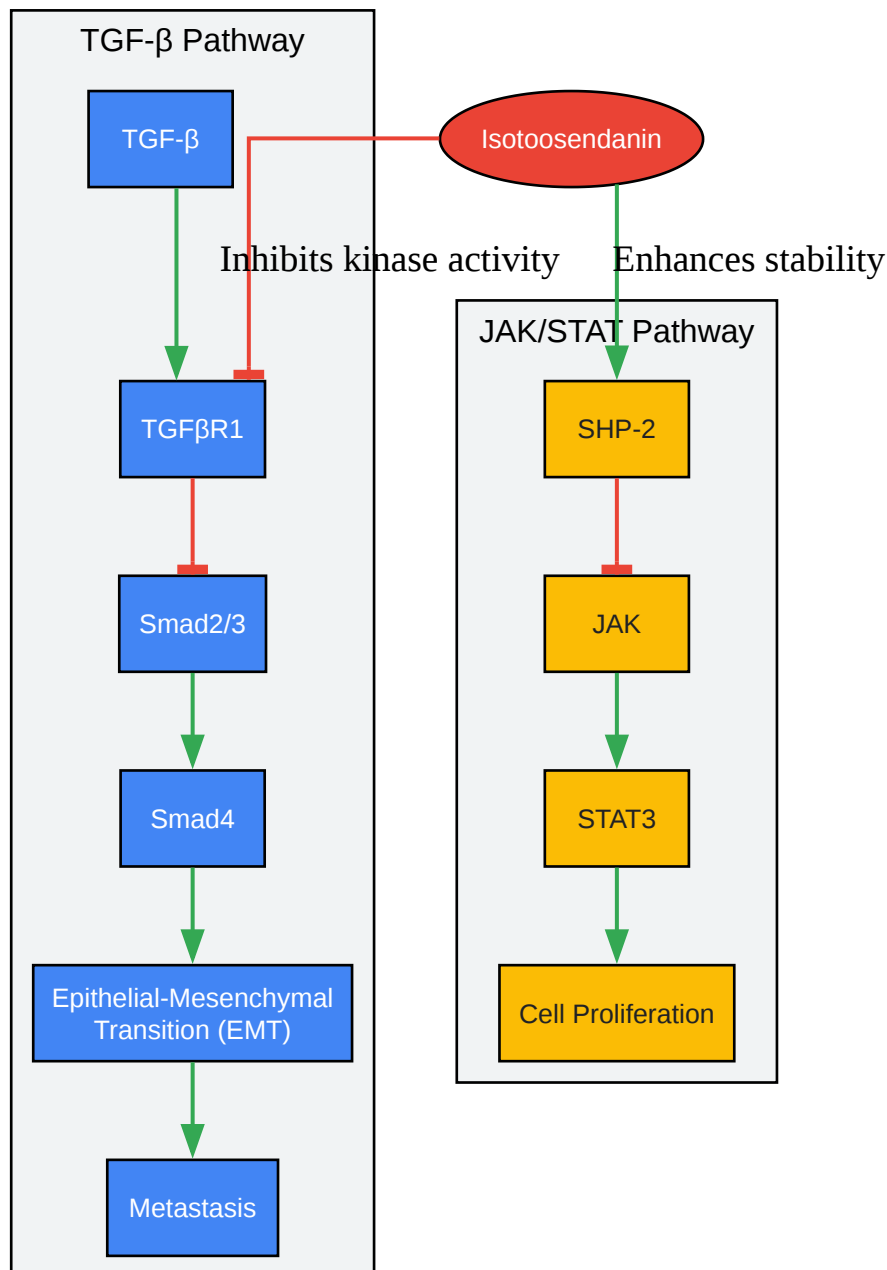 TGF-β Pathway
TGF-β
Isotoosendanin
Inhibits kinase activity
Enhances stability
JAK/STAT Pathway
TGFβR1
SHP-2
Smad2/3
JAK
Smad4
STAT3
Epithelial-Mesenchymal
Transition (EMT)
Cell Proliferation
Metastasis